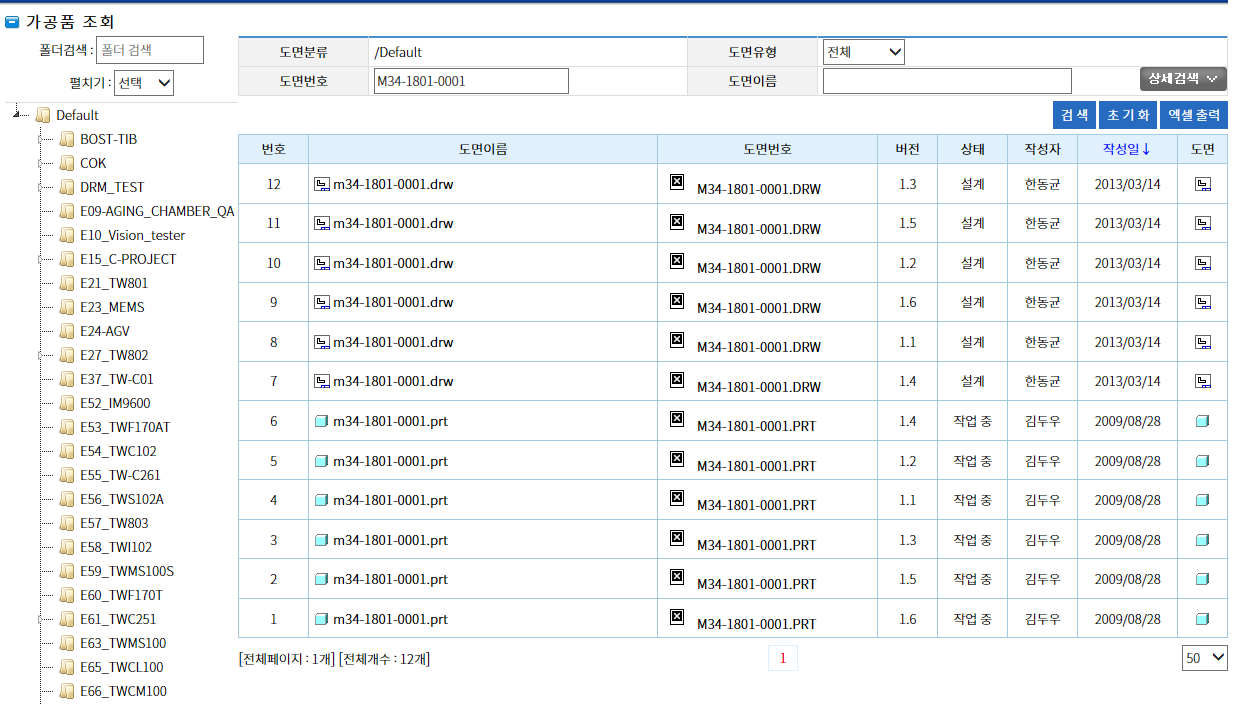 가공품 조회
폴더검색 : 폴더 검색
펼치기 : 선택
Default
BOST-TIB
COK
DRM_TEST
E09-AGING_CHAMBER_QA
E10_Vision_tester
E15_C-PROJECT
E21_TW801
E23_MEMS
E24-AGV
E27_TW802
E37_TW-C01
E52_IM9600
E53_TWF170AT
E54_TWC102
E55_TW-C261
E56_TWS102A
E57_TW803
E58_TWI102
E59_TWMS100S
E60_TWF170T
E61_TWC251
E63_TWMS100
E65_TWCL100
E66_TWCM100
도면분류 /Default 도면유형 전체
도면번호 M34-1801-0001 도면이름 상세검색
검 색 초 기 화 엑셀 출력
번호 도면이름 도면번호 버전 상태 작성자 작성일↓ 도면
12 m34-1801-0001.drw M34-1801-0001.DRW 1.3 설계 한동균 2013/03/14
11 m34-1801-0001.drw M34-1801-0001.DRW 1.5 설계 한동균 2013/03/14
10 m34-1801-0001.drw M34-1801-0001.DRW 1.2 설계 한동균 2013/03/14
9 m34-1801-0001.drw M34-1801-0001.DRW 1.6 설계 한동균 2013/03/14
8 m34-1801-0001.drw M34-1801-0001.DRW 1.1 설계 한동균 2013/03/14
7 m34-1801-0001.drw M34-1801-0001.DRW 1.4 설계 한동균 2013/03/14
6 m34-1801-0001.prt M34-1801-0001.PRT 1.4 작업 중 김두우 2009/08/28
5 m34-1801-0001.prt M34-1801-0001.PRT 1.2 작업 중 김두우 2009/08/28
4 m34-1801-0001.prt M34-1801-0001.PRT 1.1 작업 중 김두우 2009/08/28
3 m34-1801-0001.prt M34-1801-0001.PRT 1.3 작업 중 김두우 2009/08/28
2 m34-1801-0001.prt M34-1801-0001.PRT 1.5 작업 중 김두우 2009/08/28
1 m34-1801-0001.prt M34-1801-0001.PRT 1.6 작업 중 김두우 2009/08/28
[전체페이지 : 1개] [전체개수 : 12개] 1 50